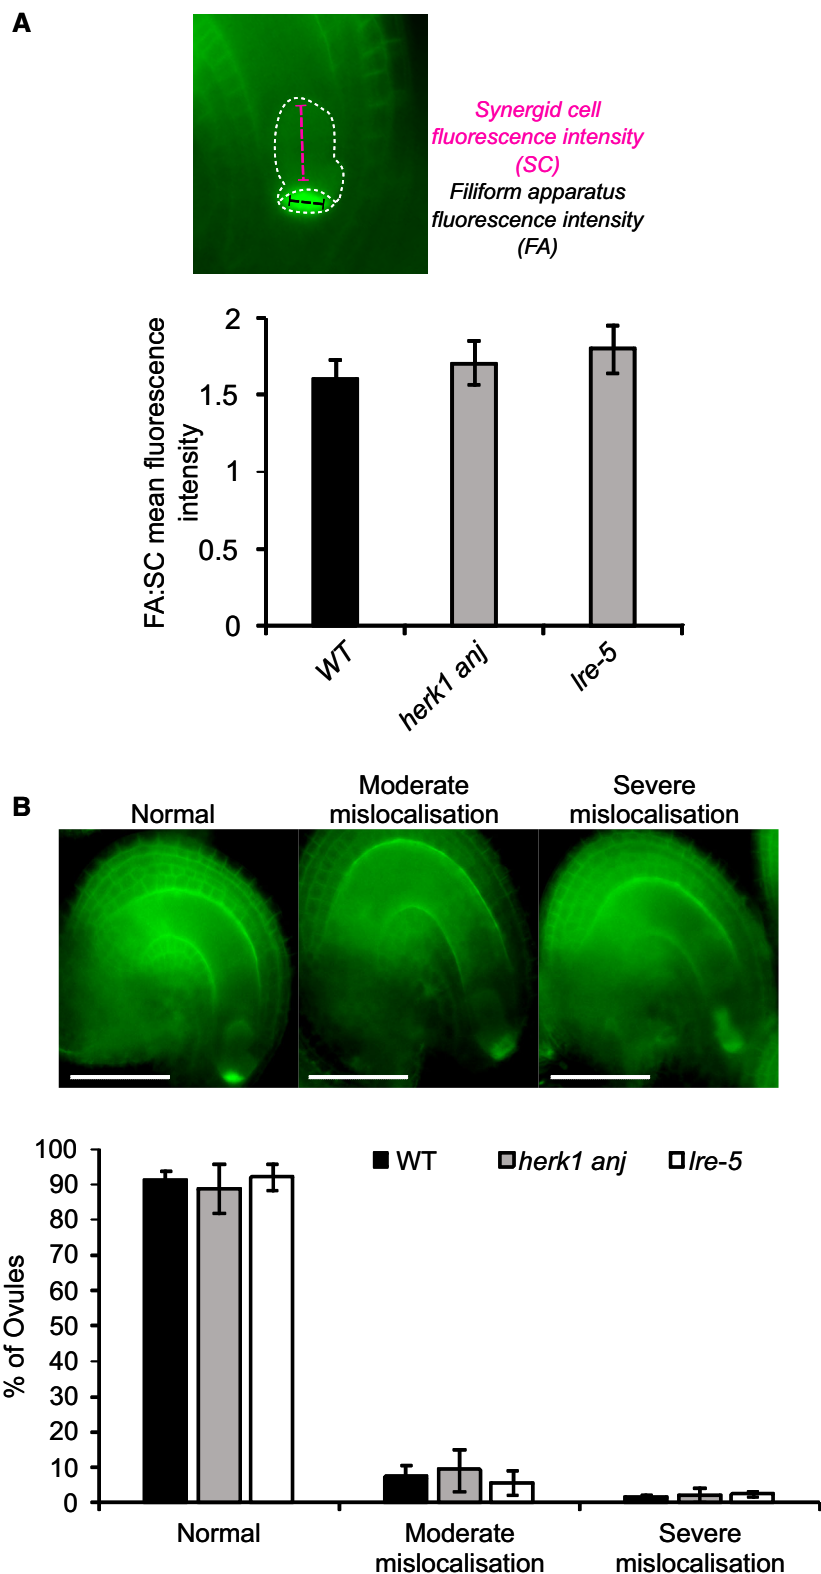 A
Synergid cell
fluorescence intensity
(SC)
Filiform apparatus
fluorescence intensity
(FA)
FA:SC mean fluorescence
intensity
2
1.5
1
0.5
0
WT
herk1 anj
lre-5
B
Normal
Moderate
mislocalisation
Severe
mislocalisation
% of Ovules
100
90
80
70
60
50
40
30
20
10
0
WT
herk1 anj
lre-5
Normal
Moderate
mislocalisation
Severe
mislocalisation